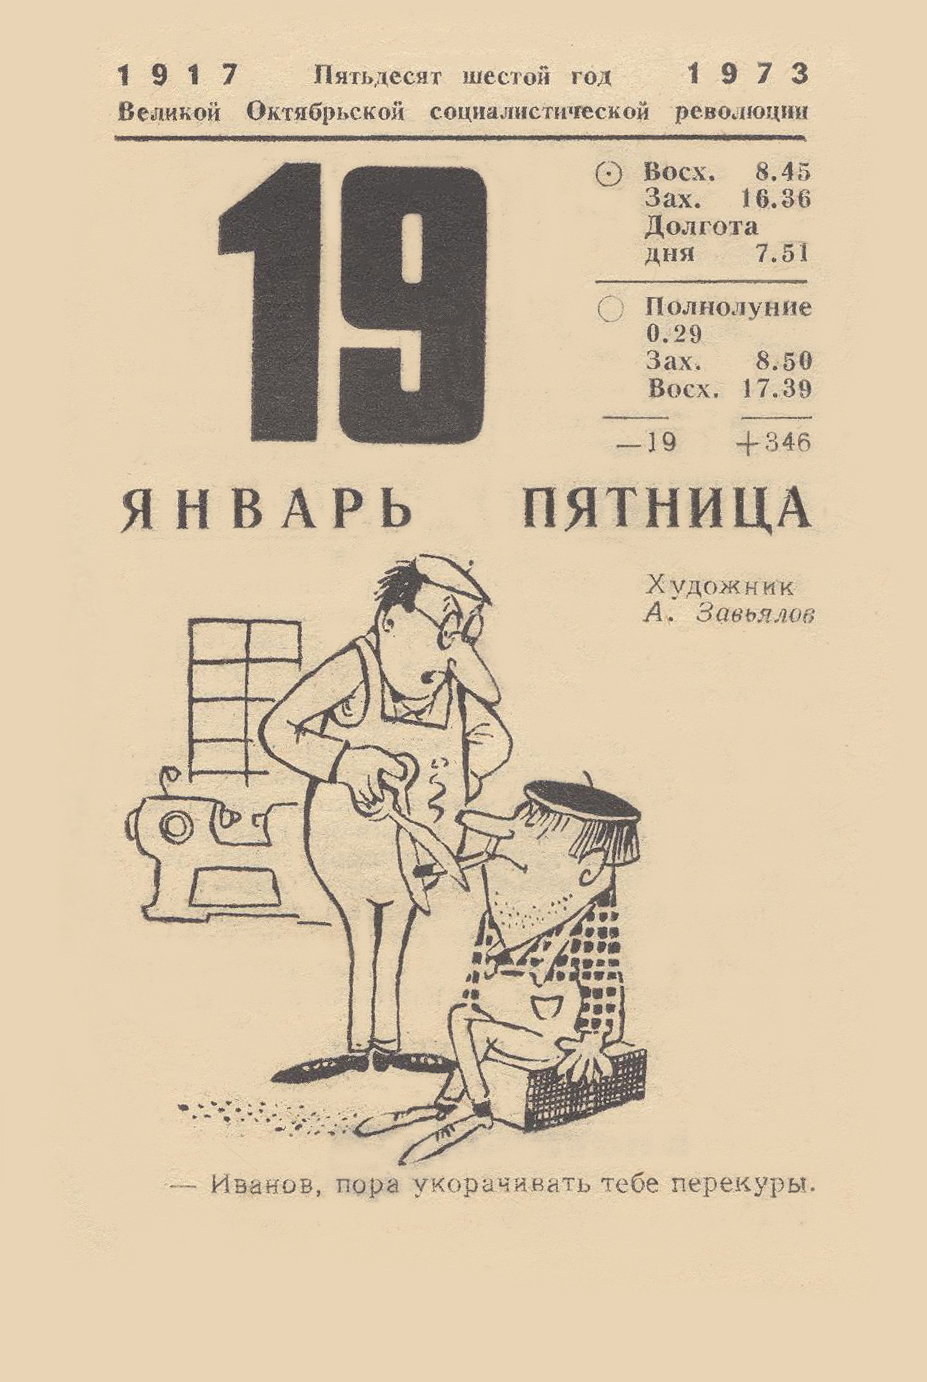 1917 Пятьдесят шестой год 1973
Великой Октябрьской социалистической революции
19
Восх. 8.45
Зах. 16.36
Долгота
дня 7.51
Полнолуние
0.29
Зах. 8.50
Восх. 17.39
—19 +346
ЯНВАРЬ ПЯТНИЦА
Художник
А. Завьялов
— Иванов, пора укорачивать тебе перекуры.